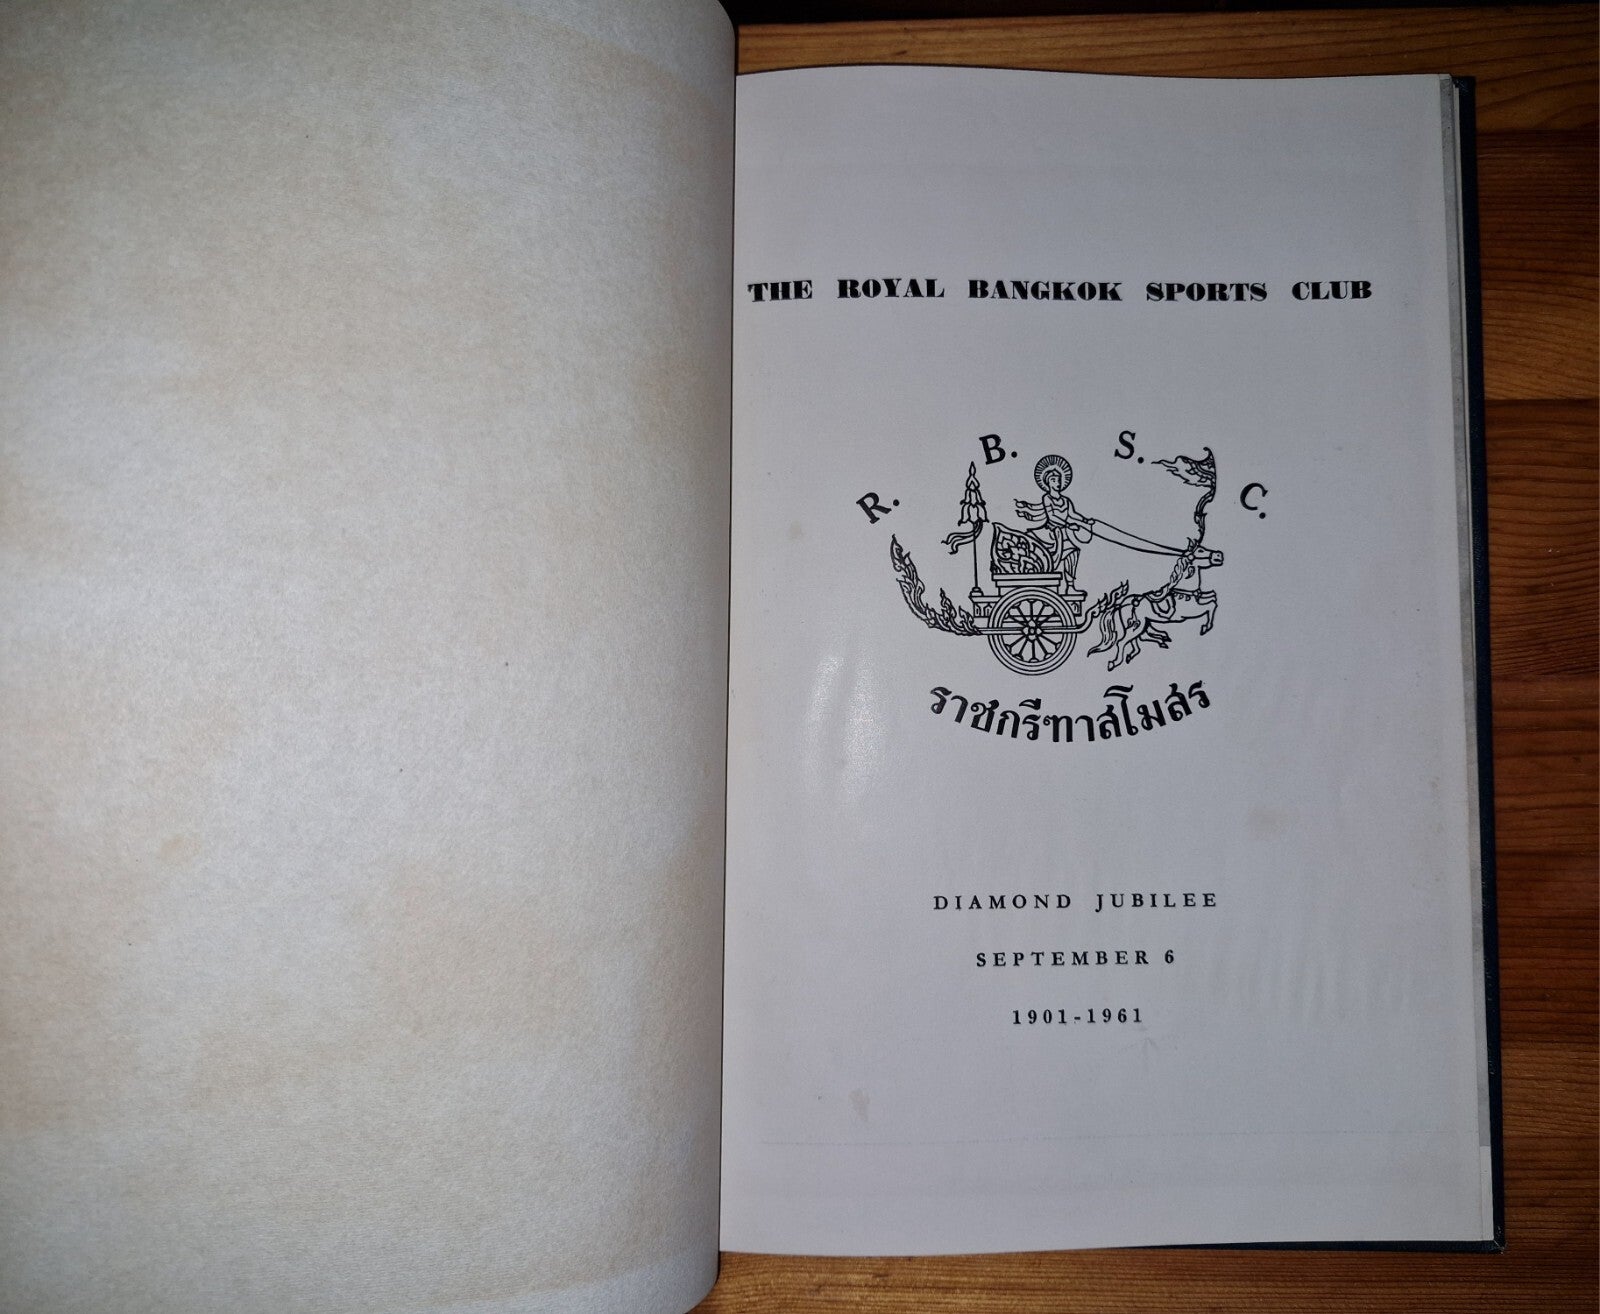 THE ROYAL BANGKOK SPORTS CLUB
R. B. S. C.
ราชกรีฑาสโมสร
DIAMOND JUBILEE
SEPTEMBER 6
1901-1961